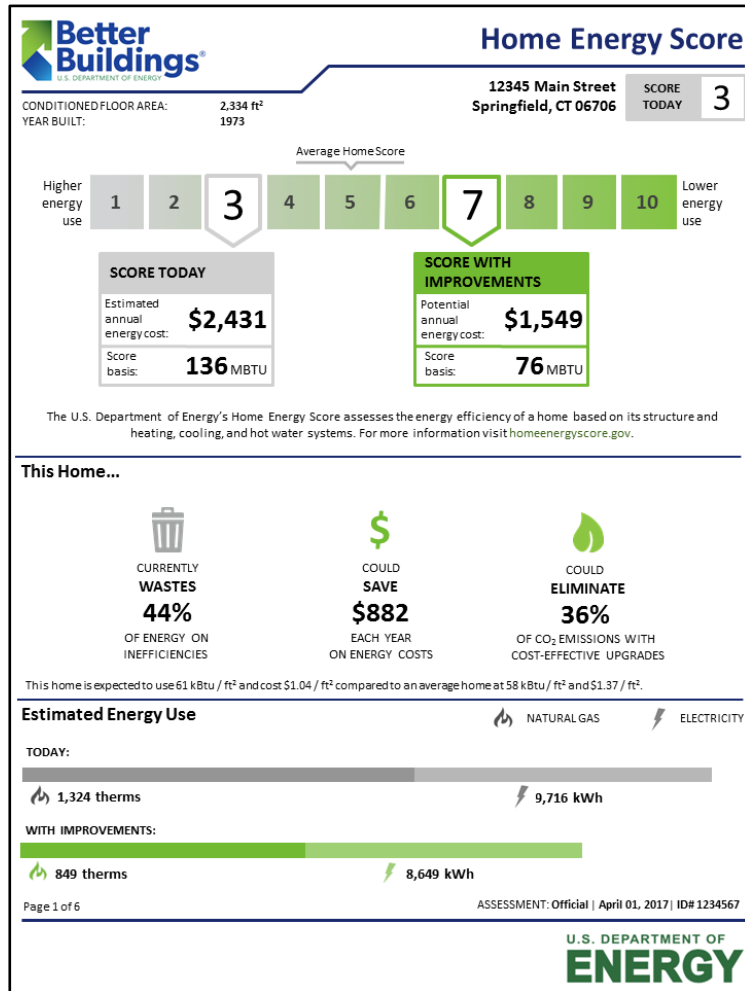 Better
Buildings®
U.S. DEPARTMENT OF ENERGY
Home Energy Score
CONDITIONED FLOOR AREA: 2,334 ft²
YEAR BUILT: 1973
12345 Main Street
Springfield, CT 06706
SCORE
TODAY
3
Average Home Score
Higher
energy
use
1 2 3 4 5 6 7 8 9 10
Lower
energy
use
SCORE TODAY
Estimated
annual
energy cost:
$2,431
Score
basis:
136 MBTU
SCORE WITH
IMPROVEMENTS
Potential
annual
energy cost:
$1,549
Score
basis:
76 MBTU
The U.S. Department of Energy's Home Energy Score assesses the energy efficiency of a home based on its structure and
heating, cooling, and hot water systems. For more information visit homeenergyscore.gov.
This Home...
CURRENTLY
WASTES
44%
OF ENERGY ON
INEFFICIENCIES
$
COULD
SAVE
$882
EACH YEAR
ON ENERGY COSTS
COULD
ELIMINATE
36%
OF CO₂ EMISSIONS WITH
COST-EFFECTIVE UPGRADES
This home is expected to use 61 kBtu / ft² and cost $1.04 / ft² compared to an average home at 58 kBtu / ft² and $1.37 / ft².
Estimated Energy Use
NATURAL GAS
ELECTRICITY
TODAY:
1,324 therms
9,716 kWh
WITH IMPROVEMENTS:
849 therms
8,649 kWh
Page 1 of 6
ASSESSMENT: Official | April 01, 2017 | ID# 1234567
U.S. DEPARTMENT OF
ENERGY